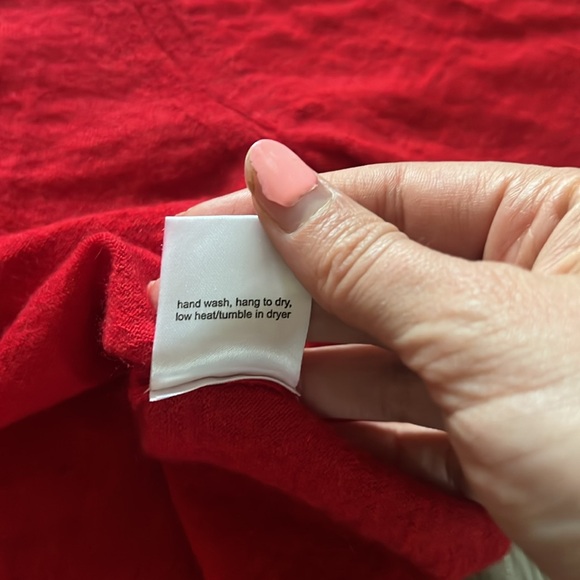 hand wash, hang to dry,
low heat/tumble in dryer